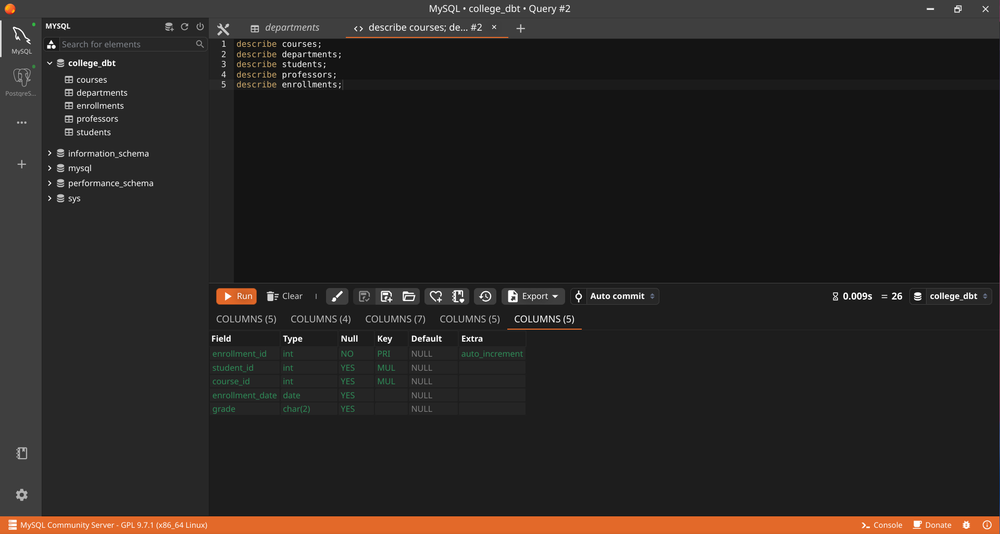 MySQL • college_dbt • Query #2
MySQL
PostgreS...
MYSQL
Search for elements
college_dbt
courses
departments
enrollments
professors
students
information_schema
mysql
performance_schema
sys
departments
describe courses; de... #2
1 describe courses;
2 describe departments;
3 describe students;
4 describe professors;
5 describe enrollments;
Run Clear Export Auto commit 0.009s = 26 college_dbt
COLUMNS (5) COLUMNS (4) COLUMNS (7) COLUMNS (5) COLUMNS (5)
Field Type Null Key Default Extra
enrollment_id int NO PRI NULL auto_increment
student_id int YES MUL NULL
course_id int YES MUL NULL
enrollment_date date YES NULL
grade char(2) YES NULL
MySQL Community Server - GPL 9.7.1 (x86_64 Linux) Console Donate